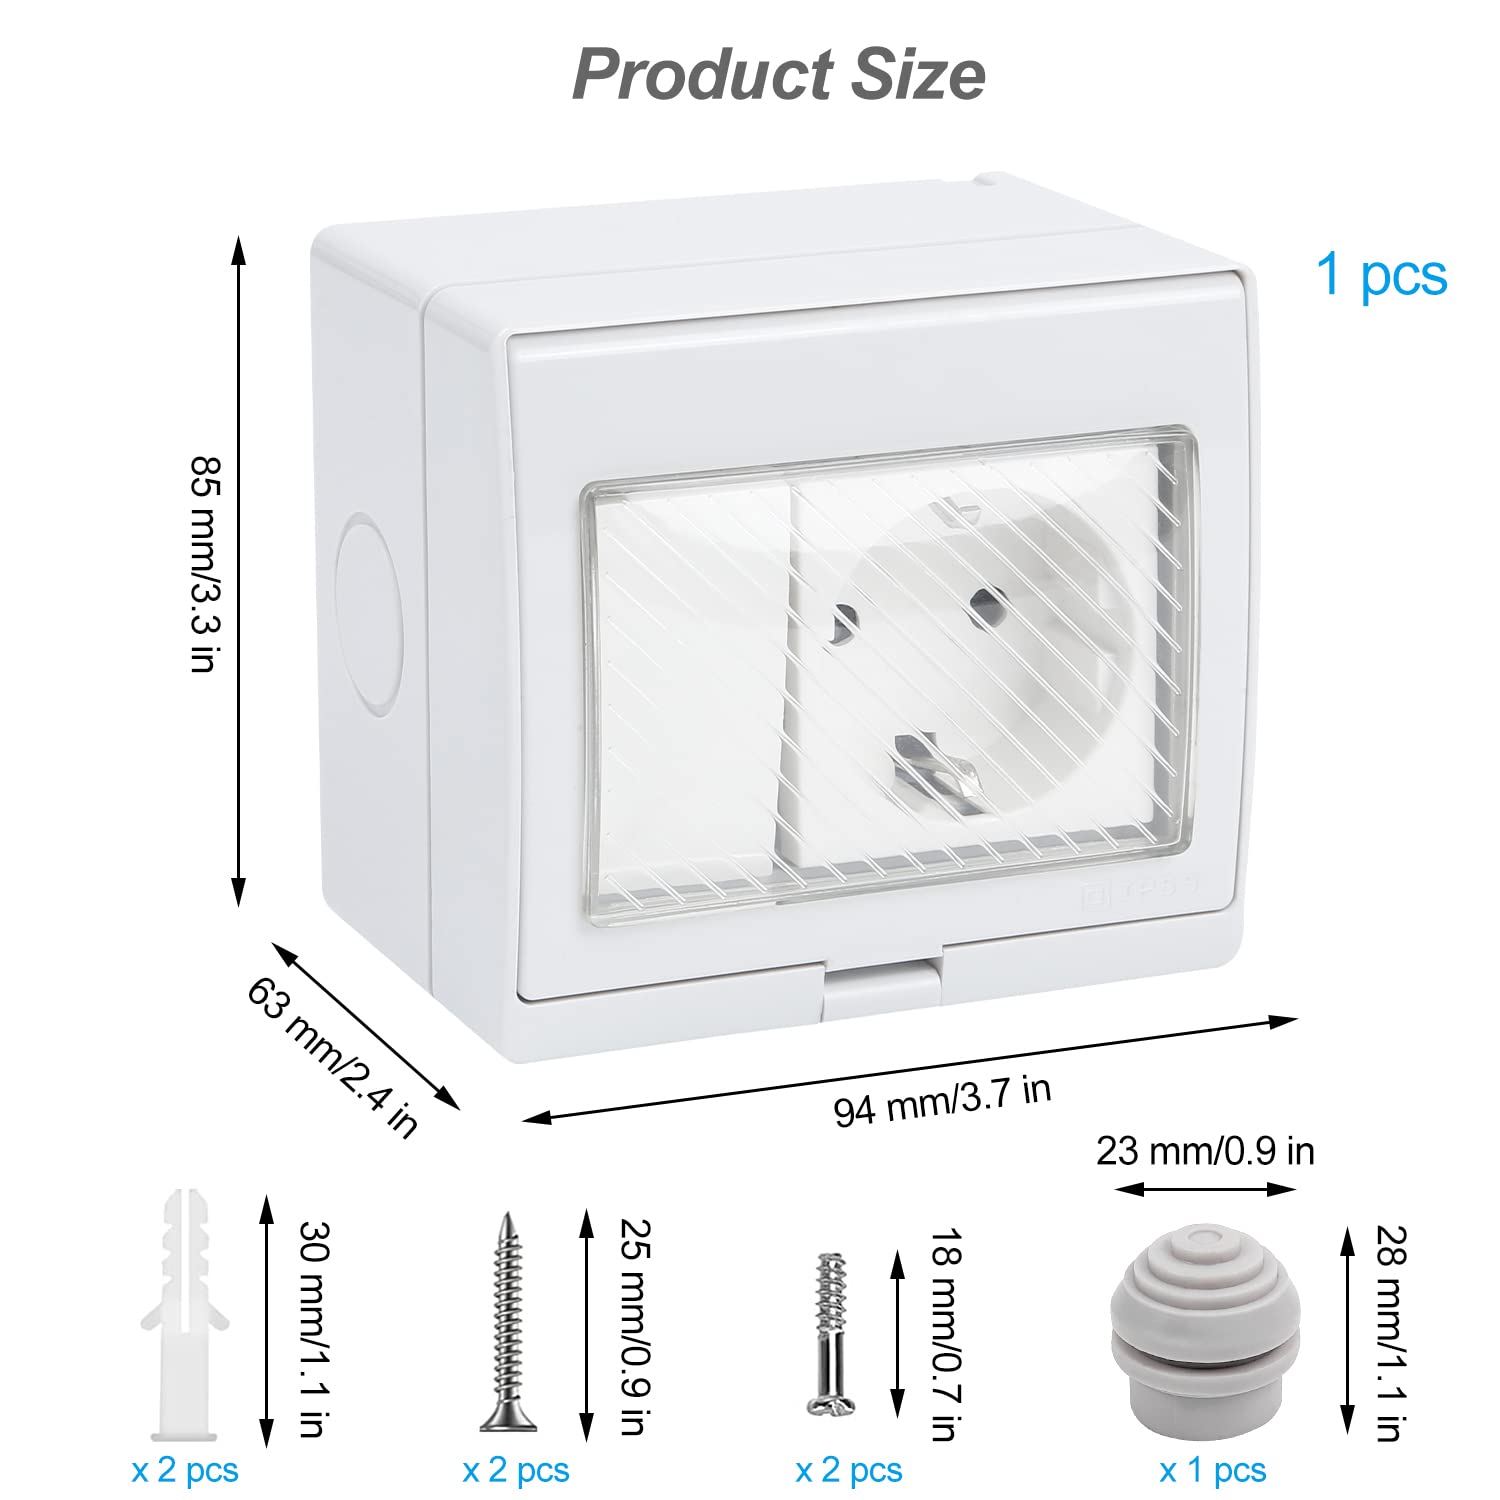 Product Size
1 pcs
85 mm/3.3 in
63 mm/2.4 in
94 mm/3.7 in
23 mm/0.9 in
30 mm/1.1 in
25 mm/0.9 in
18 mm/0.7 in
28 mm/1.1 in
x 2 pcs
x 2 pcs
x 2 pcs
x 1 pcs